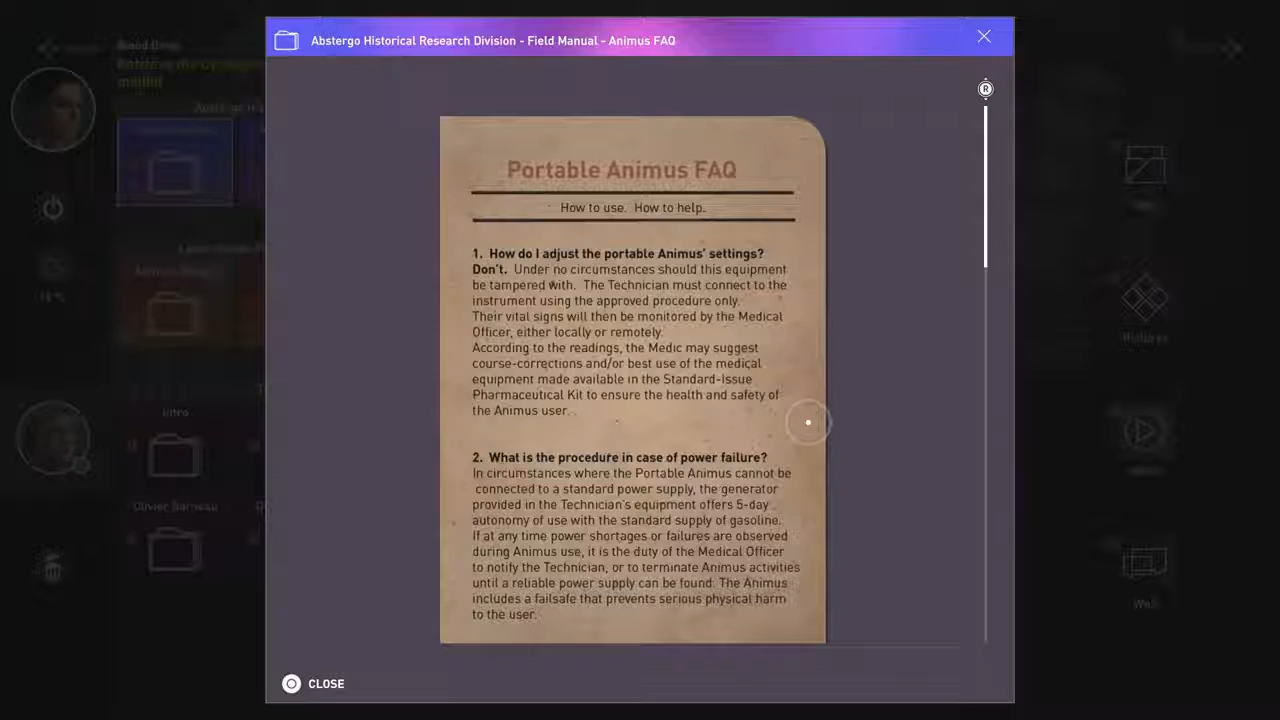 Abstergo Historical Research Division - Field Manual - Animus FAQ
R
Portable Animus FAQ
How to use. How to help.
1. How do I adjust the portable Animus' settings?
Don't. Under no circumstances should this equipment
be tampered with. The Technician must connect to the
instrument using the approved procedure only.
Their vital signs will then be monitored by the Medical
Officer, either locally or remotely.
According to the readings, the Medic may suggest
course-corrections and/or best use of the medical
equipment made available in the Standard-Issue
Pharmaceutical Kit to ensure the health and safety of
the Animus user.
2. What is the procedure in case of power failure?
In circumstances where the Portable Animus cannot be
connected to a standard power supply, the generator
provided in the Technician's equipment offers 5-day
autonomy of use with the standard supply of gasoline.
If at any time power shortages or failures are observed
during Animus use, it is the duty of the Medical Officer
to notify the Technician, or to terminate Animus activities
until a reliable power supply can be found. The Animus
includes a failsafe that prevents serious physical harm
to the user.
Intro
CLOSE